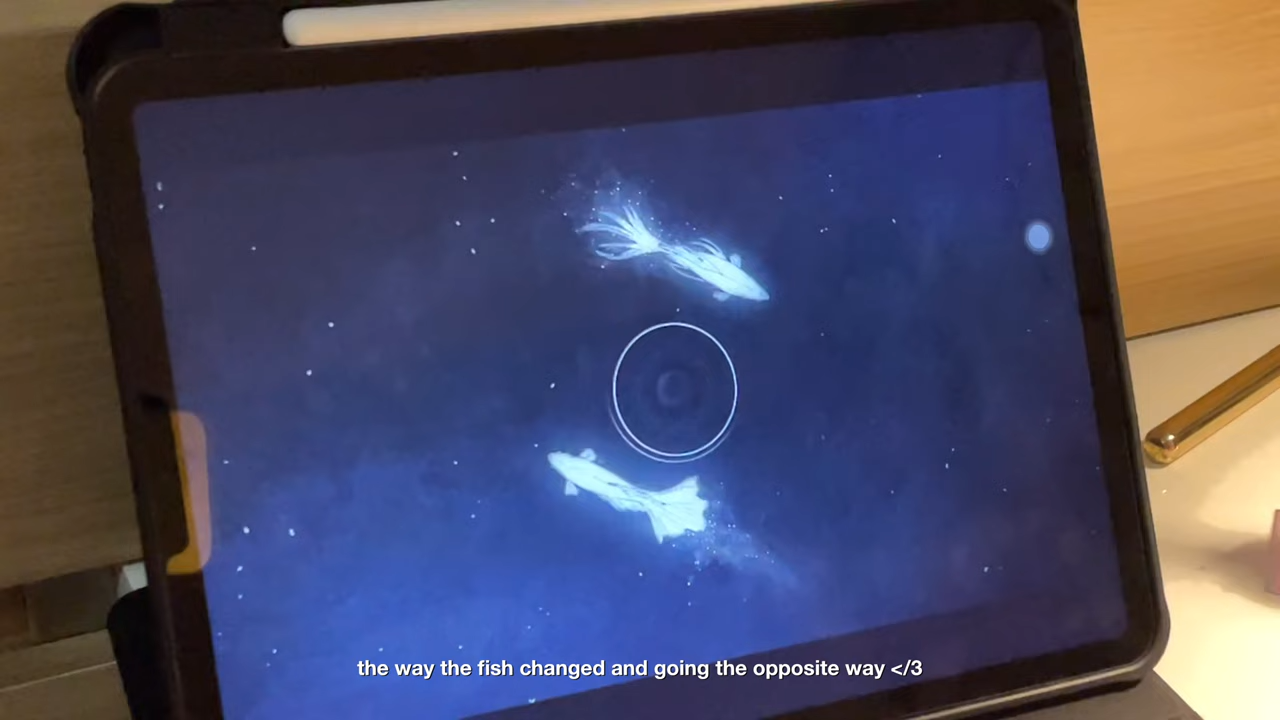 the way the fish changed and going the opposite way </3